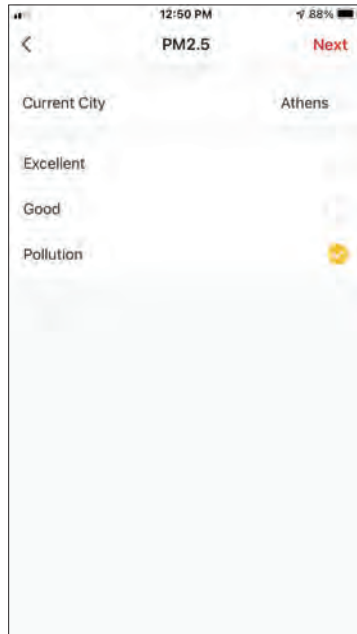 12:50 PM 88%
PM2.5 Next
Current City Athens
Excellent
Good
Pollution